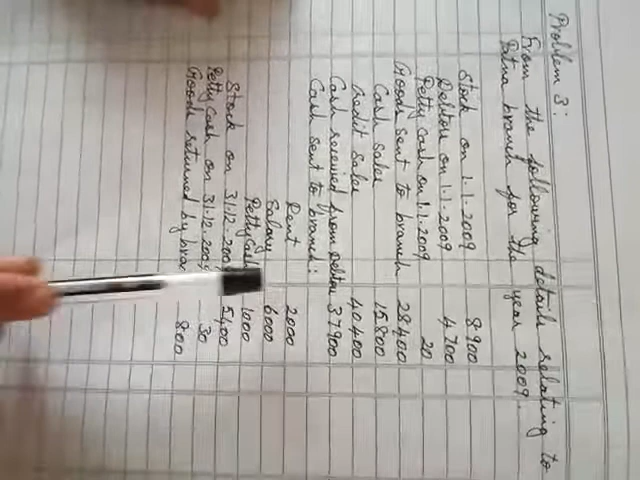 Problem 3:
From the following details relating to
Patna branch for the year 2009.
Stock on 1.1.2009 8900
Debtors on 1.1.2009 4700
Petty cash on 1.1.2009 20
Goods sent to branch 28400
Cash sales 15800
Credit sales 40400
Cash received from debtors 37900
Cash sent to branch:
Rent 2000
Salary 6000
Petty Cash 1000
Stock on 31.12.2009 5400
Petty cash on 31.12.2009 30
Goods returned by bran 800